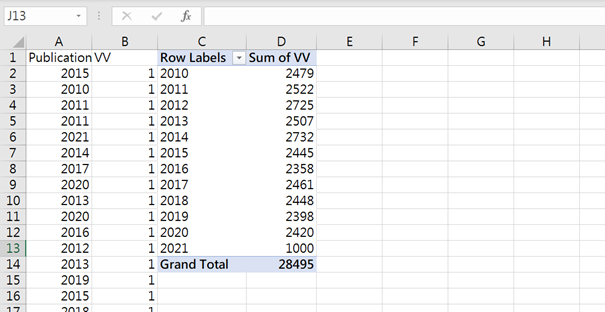 J13 fx
A B C D E F G H
1 Publication VV Row Labels Sum of VV
2 2015 1 2010 2479
3 2010 1 2011 2522
4 2011 1 2012 2725
5 2011 1 2013 2507
6 2021 1 2014 2732
7 2014 1 2015 2445
8 2017 1 2016 2358
9 2020 1 2017 2461
10 2013 1 2018 2448
11 2020 1 2019 2398
12 2016 1 2020 2420
13 2012 1 2021 1000
14 2013 1 Grand Total 28495
15 2019 1
16 2015 1
17 2018 1